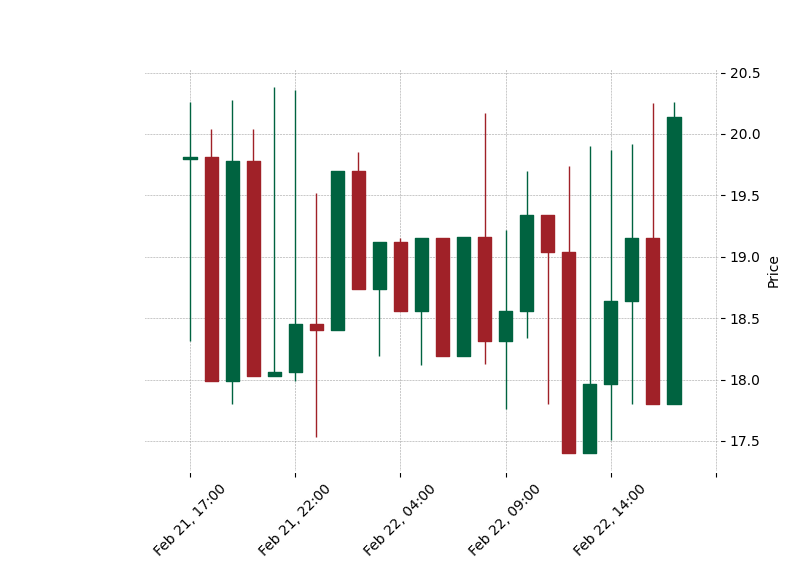 20.5
20.0
19.5
19.0
18.5
18.0
17.5
Price
Feb 21, 17:00
Feb 21, 22:00
Feb 22, 04:00
Feb 22, 09:00
Feb 22, 14:00